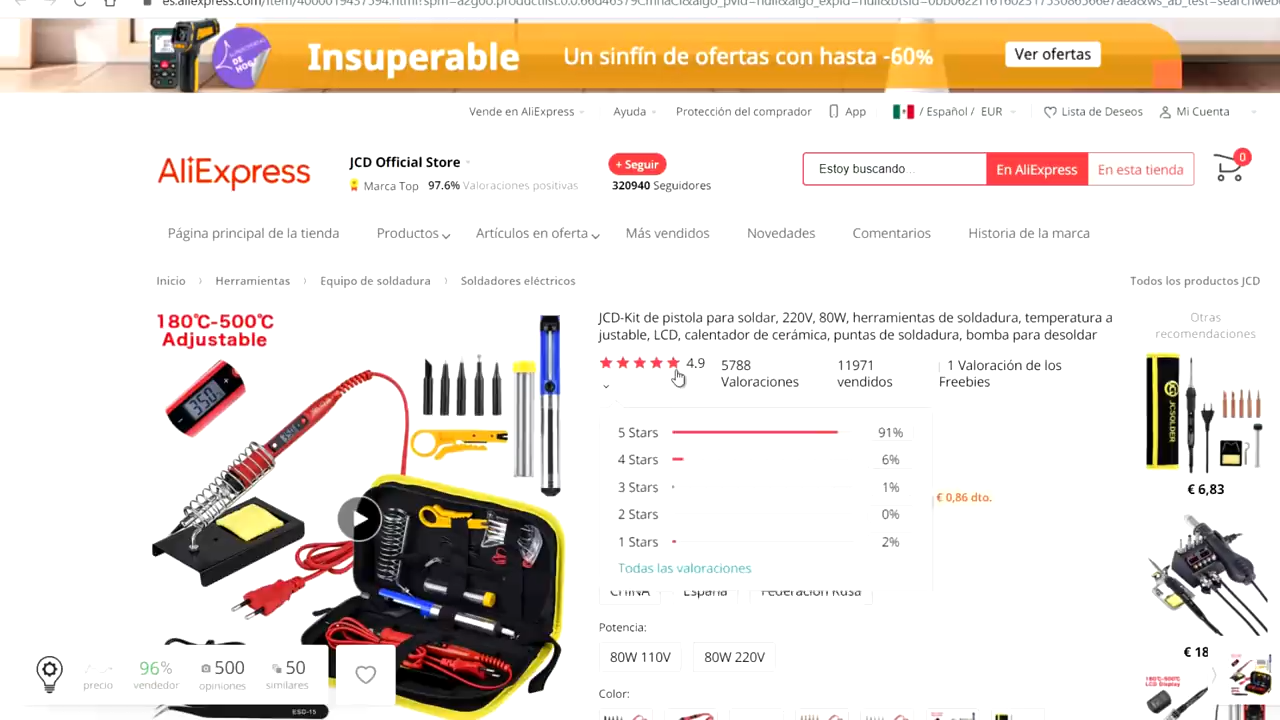 Insuperable
Un sinfín de ofertas con hasta -60%
Ver ofertas
Vende en AliExpress
Ayuda
Protección del comprador
App
/ Español / EUR
Lista de Deseos
Mi Cuenta
AliExpress
JCD Official Store
Marca Top 97.6% Valoraciones positivas
+ Seguir
320940 Seguidores
Estoy buscando...
En AliExpress
En esta tienda
0
Página principal de la tienda
Productos
Artículos en oferta
Más vendidos
Novedades
Comentarios
Historia de la marca
Inicio
Herramientas
Equipo de soldadura
Soldadores eléctricos
Todos los productos JCD
180℃-500℃
Adjustable
350
JCD-Kit de pistola para soldar, 220V, 80W, herramientas de soldadura, temperatura a
justable, LCD, calentador de cerámica, puntas de soldadura, bomba para desoldar
4.9
5788
Valoraciones
11971
vendidos
1 Valoración de los
Freebies
5 Stars 91%
4 Stars 6%
3 Stars 1%
2 Stars 0%
1 Stars 2%
Todas las valoraciones
€ 0,86 dto.
CHINA
España
Federación Rusa
Potencia:
80W 110V
80W 220V
Color:
Otras
recomendaciones
JCSOLDER
€ 6,83
€ 18
180℃-500℃
LCD Display
precio
96%
vendedor
500
opiniones
50
similares
ESD-15